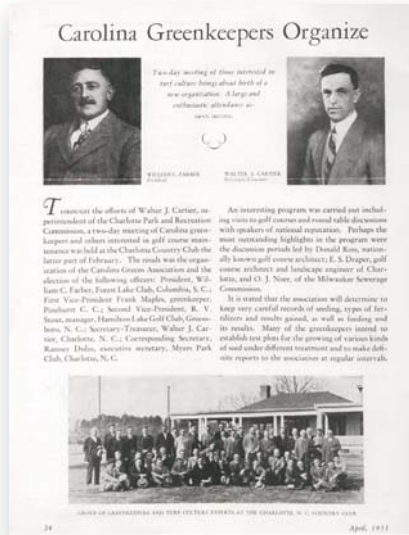 Carolina Greenkeepers Organize
Two-day meeting of those interested in
turf culture brings about birth of a
new organization. A large and
enthusiastic attendance as-
sures success.
WILLIAM C. FARBER
President
WALTER J. CARTIER
Secretary-Treasurer
THROUGH the efforts of Walter J. Cartier, su-
perintendent of the Charlotte Park and Recreation
Commission, a two-day meeting of Carolina green-
keepers and others interested in golf course main-
tenance was held at the Charlotte Country Club the
latter part of February. The result was the organi-
zation of the Carolina Greens Association and the
election of the following officers: President, Wil-
liam C. Farber, Forest Lake Club, Columbia, S. C.;
First Vice-President Frank Maples, greenkeeper,
Pinehurst C. C.; Second Vice-President, R. V.
Stout, manager, Hamilton Lake Golf Club, Greens-
boro, N. C.; Secretary-Treasurer, Walter J. Car-
tier, Charlotte, N. C.; Corresponding Secretary,
Ramsey Dulin, executive secretary, Myers Park
Club, Charlotte, N. C.
An interesting program was carried out includ-
ing visits to golf courses and round table discussions
with speakers of national reputation. Perhaps the
most outstanding highlights in the program were
the discussion periods led by Donald Ross, nation-
ally known golf course architect; E. S. Draper, golf
course architect and landscape engineer of Char-
lotte, and O. J. Noer, of the Milwaukee Sewerage
Commission.
It is stated that the association will determine to
keep very careful records of seeding, types of fer-
tilizers and results gained, as well as feeding and
its results. Many of the greenkeepers intend to
establish test plots for the growing of various kinds
of seed under different treatment and to make defi-
nite reports to the association at regular intervals.
GROUP OF GREENKEEPERS AND TURF CULTURE EXPERTS AT THE CHARLOTTE, N. C. COUNTRY CLUB
24
April, 1931